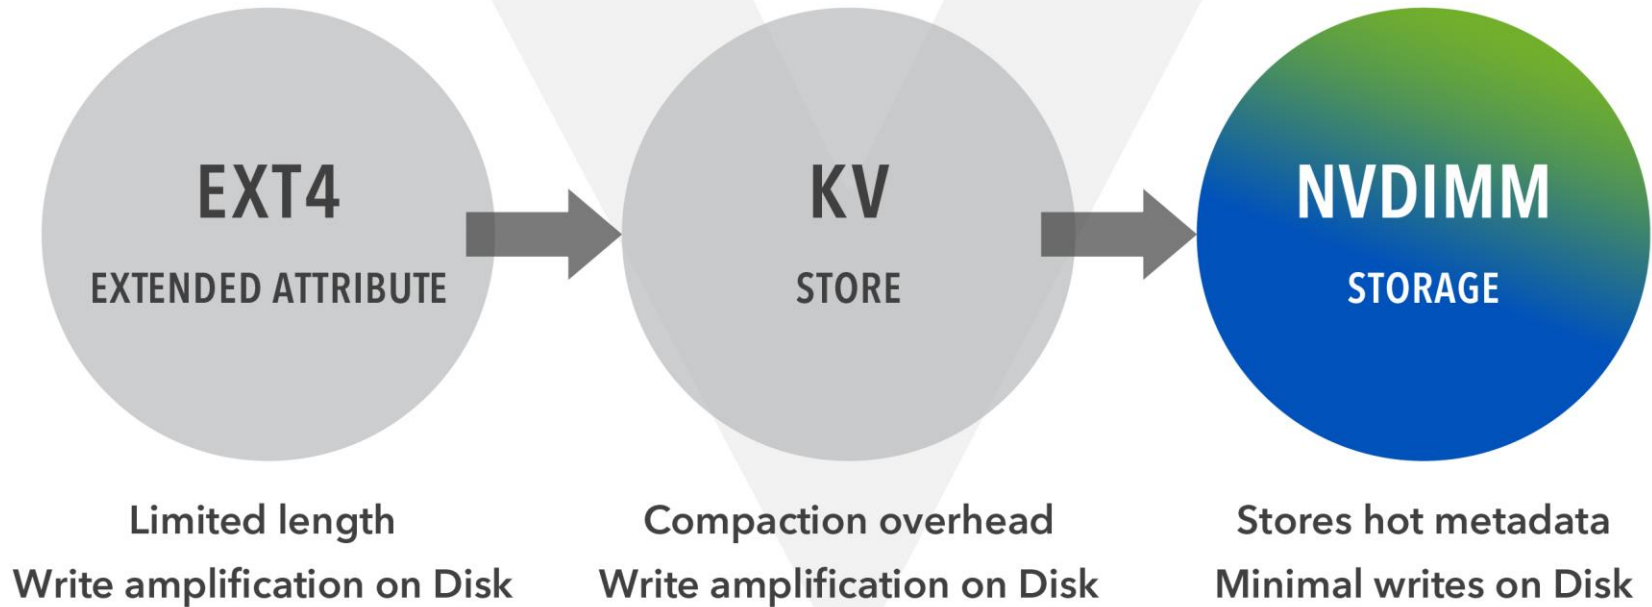 EXT4
EXTENDED ATTRIBUTE
Limited length
Write amplification on Disk
KV
STORE
Compaction overhead
Write amplification on Disk
NVDIMM
STORAGE
Stores hot metadata
Minimal writes on Disk